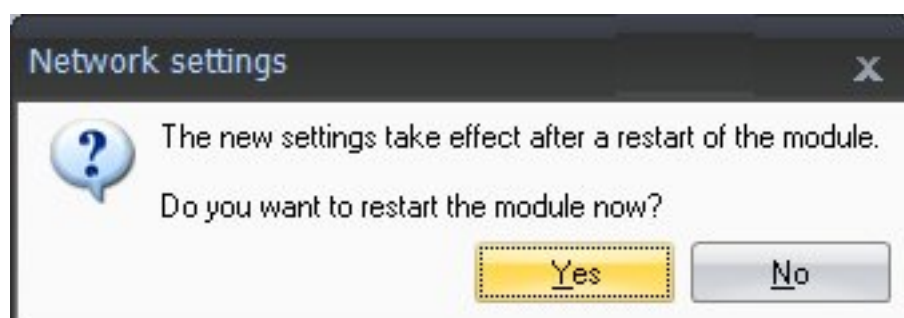 Network settings
x
The new settings take effect after a restart of the module.
Do you want to restart the module now?
Yes
No